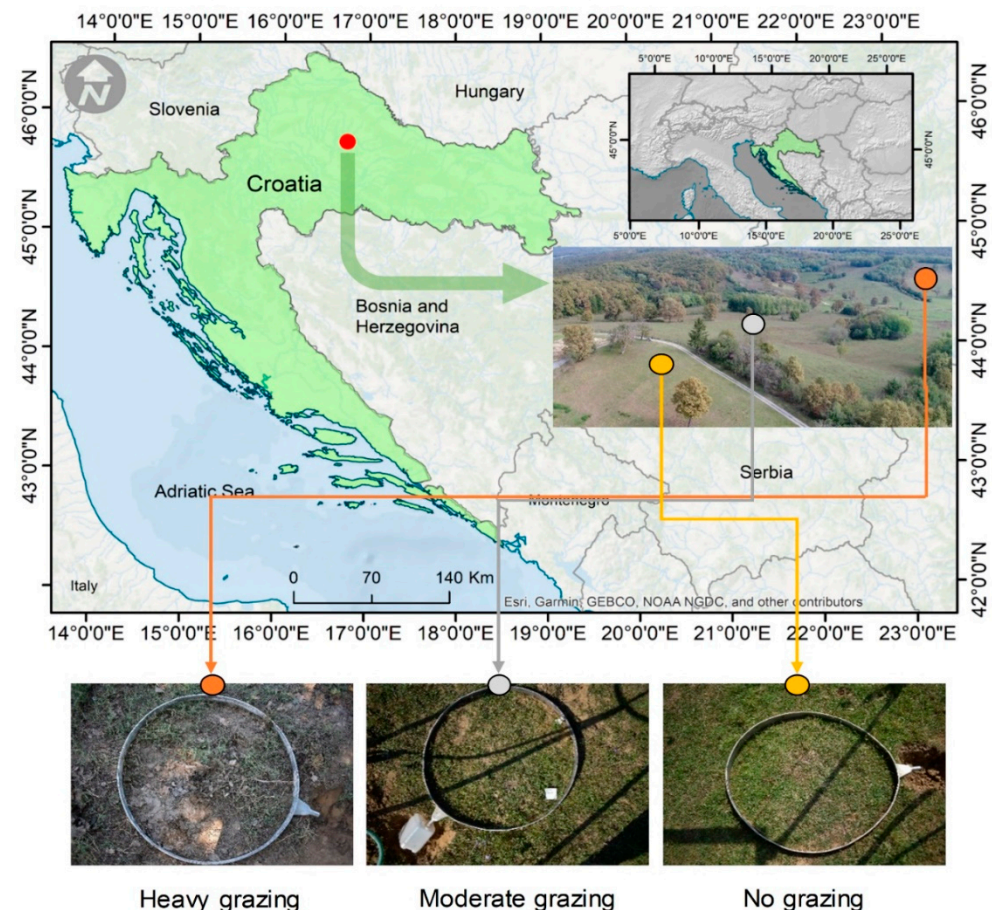 14°0'0"E 15°0'0"E 16°0'0"E 17°0'0"E 18°0'0"E 19°0'0"E 20°0'0"E 21°0'0"E 22°0'0"E 23°0'0"E
N
Slovenia
Hungary
Croatia
Bosnia and
Herzegovina
Serbia
Adriatic Sea
Montenegro
Italy
0 70 140 Km
Esri, Garmin, GEBCO, NOAA NGDC, and other contributors
5°0'0"E 10°0'0"E 15°0'0"E 20°0'0"E 25°0'0"E
45°0'0"N
45°0'0"N
5°0'0"E 10°0'0"E 15°0'0"E 20°0'0"E 25°0'0"E
46°0'0"N
45°0'0"N
44°0'0"N
43°0'0"N
46°0'0"N
45°0'0"N
44°0'0"N
43°0'0"N
42°0'0"N
14°0'0"E 15°0'0"E 16°0'0"E 17°0'0"E 18°0'0"E 19°0'0"E 20°0'0"E 21°0'0"E 22°0'0"E 23°0'0"E
Heavy grazing
Moderate grazing
No grazing